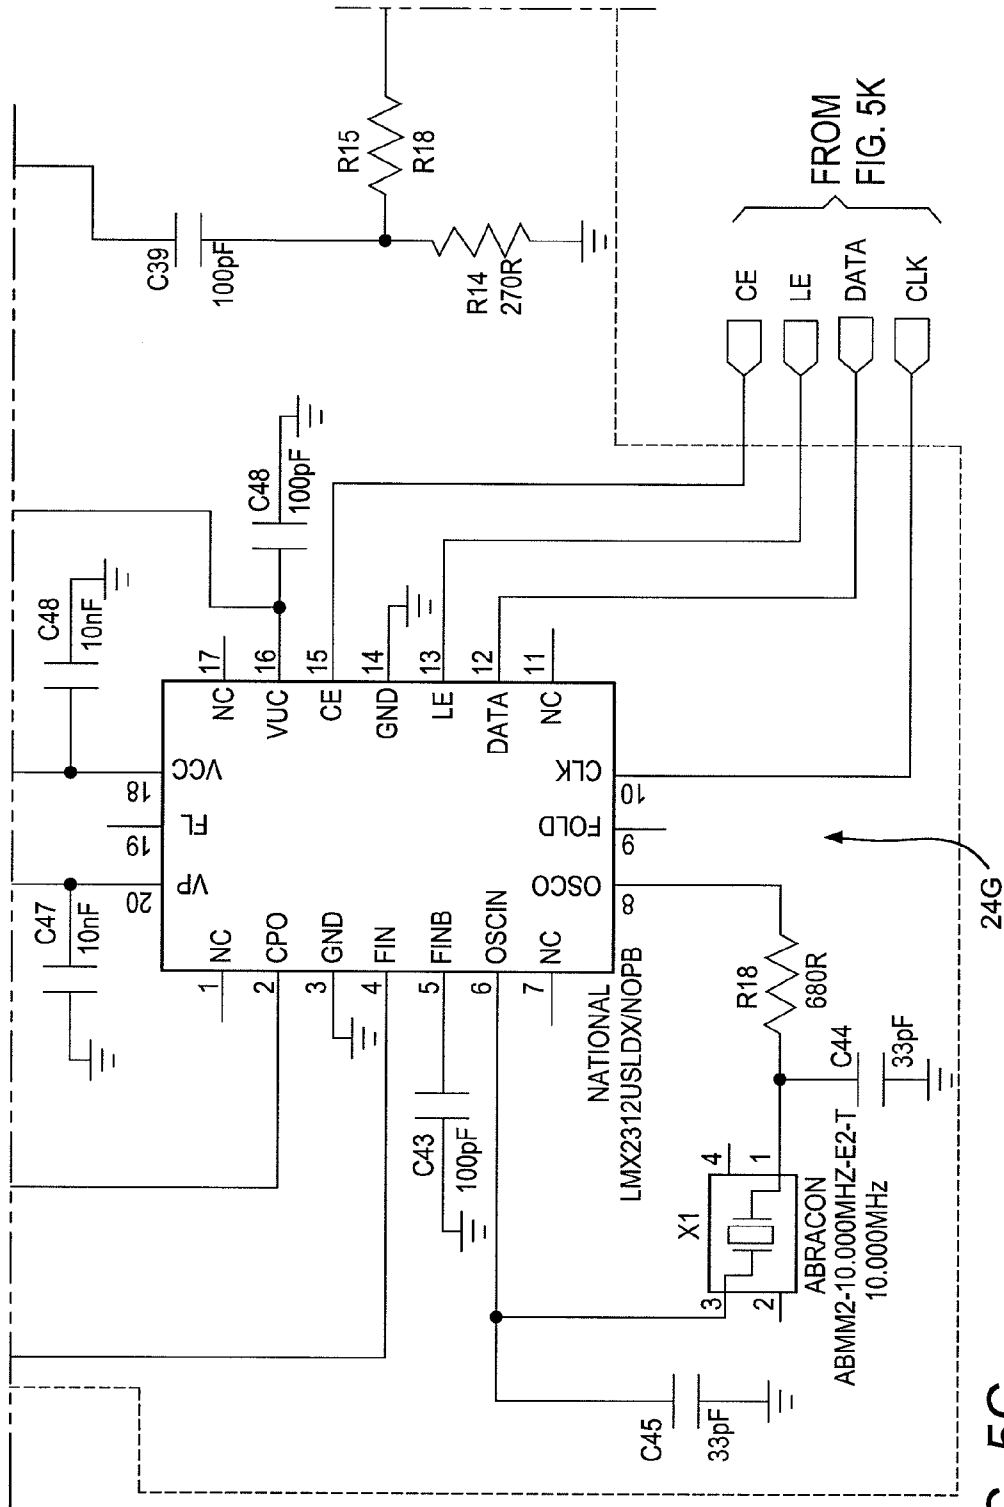 C39
100pF
R15
R18
R14
270R
FROM
FIG. 5K
CE
LE
DATA
CLK
C48
10nF
C48
100pF
C47
10nF
NC 17
VUC 16
CE 15
GND 14
LE 13
DATA 12
NC 11
VCC 18
FL 19
VP 20
CLK 10
FOLD 9
OSCO 8
1 NC
2 CPO
3 GND
4 FIN
5 FINB
6 OSCIN
7 NC
NATIONAL
LMX2312USLDX/NOPB
C43
100pF
R18
680R
C44
33pF
X1
4
1
3
2
ABRACON
ABMM2-10.000MHZ-E2-T
10.000MHz
C45
33pF
24G